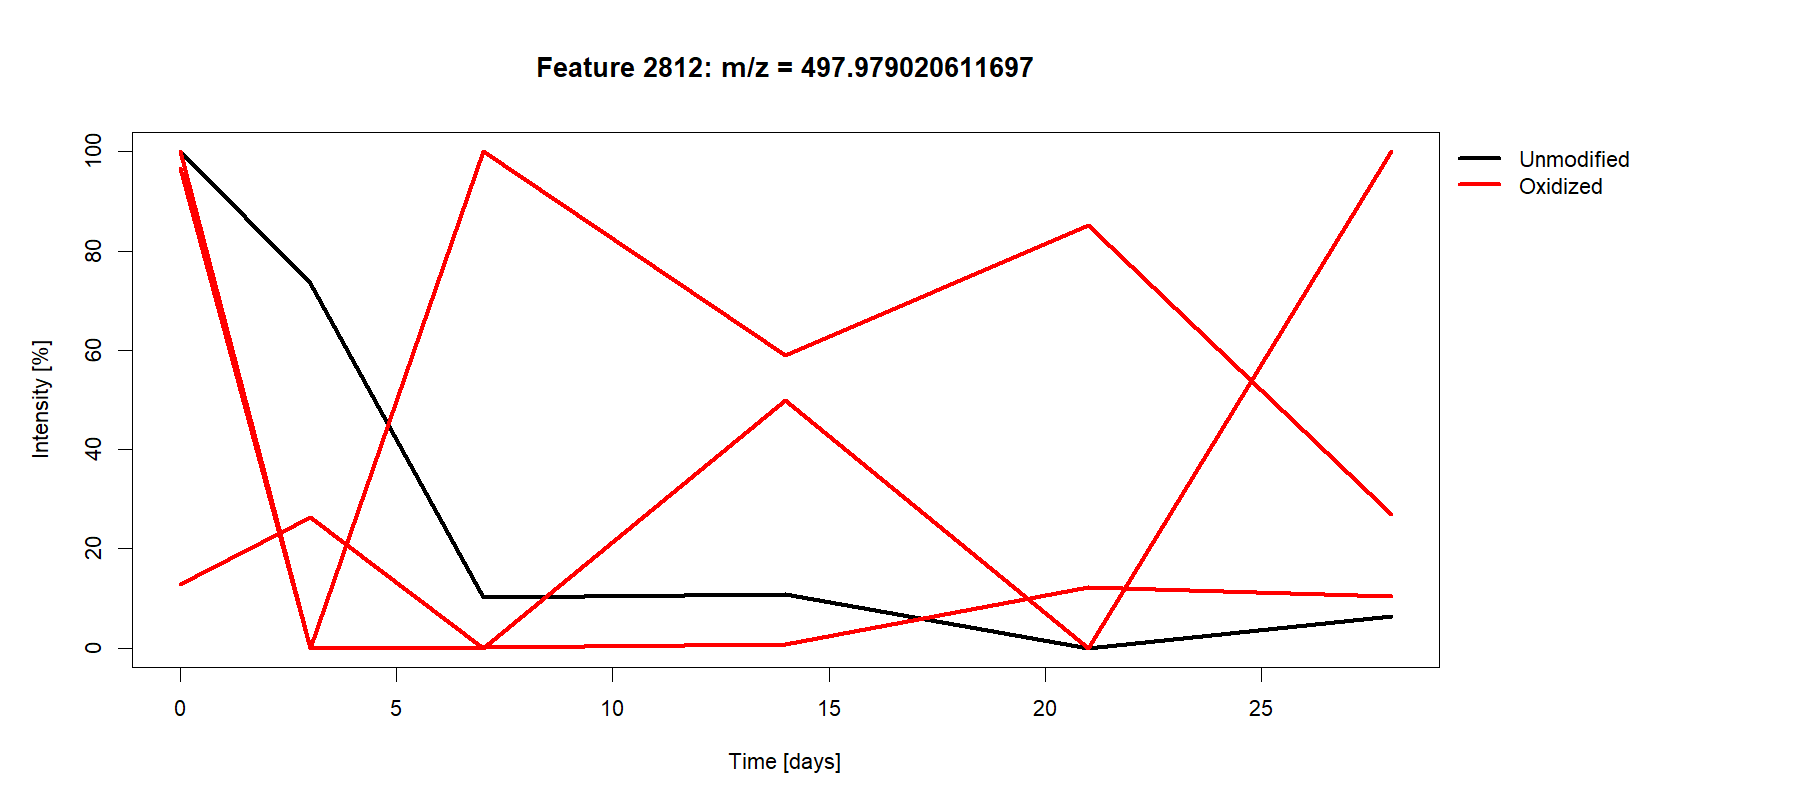 Feature 2812: m/z = 497.979020611697
Unmodified
Oxidized
Intensity [%]
100
80
60
40
20
0
0 5 10 15 20 25
Time [days]